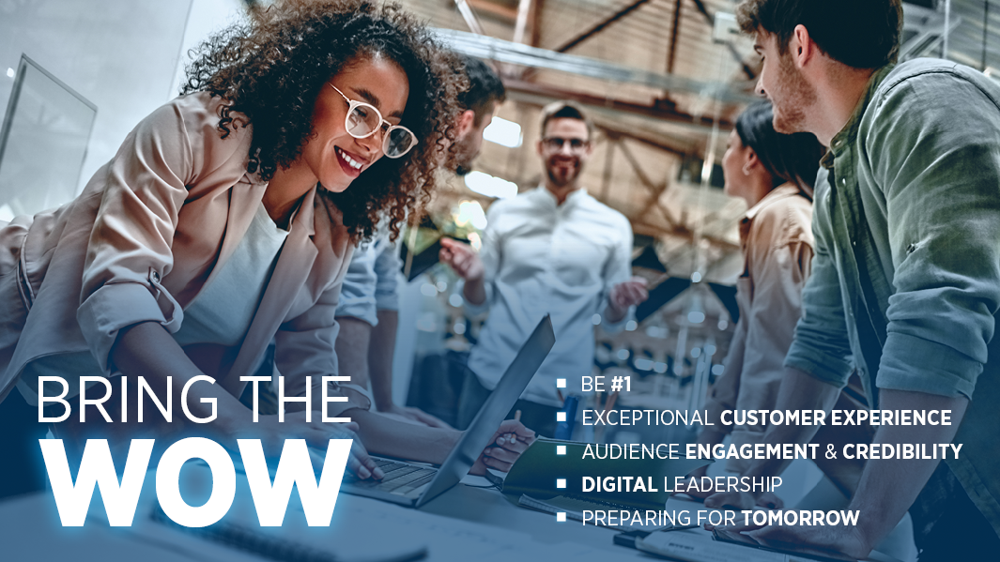 BRING THE
WOW
BE #1
EXCEPTIONAL CUSTOMER EXPERIENCE
AUDIENCE ENGAGEMENT & CREDIBILITY
DIGITAL LEADERSHIP
PREPARING FOR TOMORROW